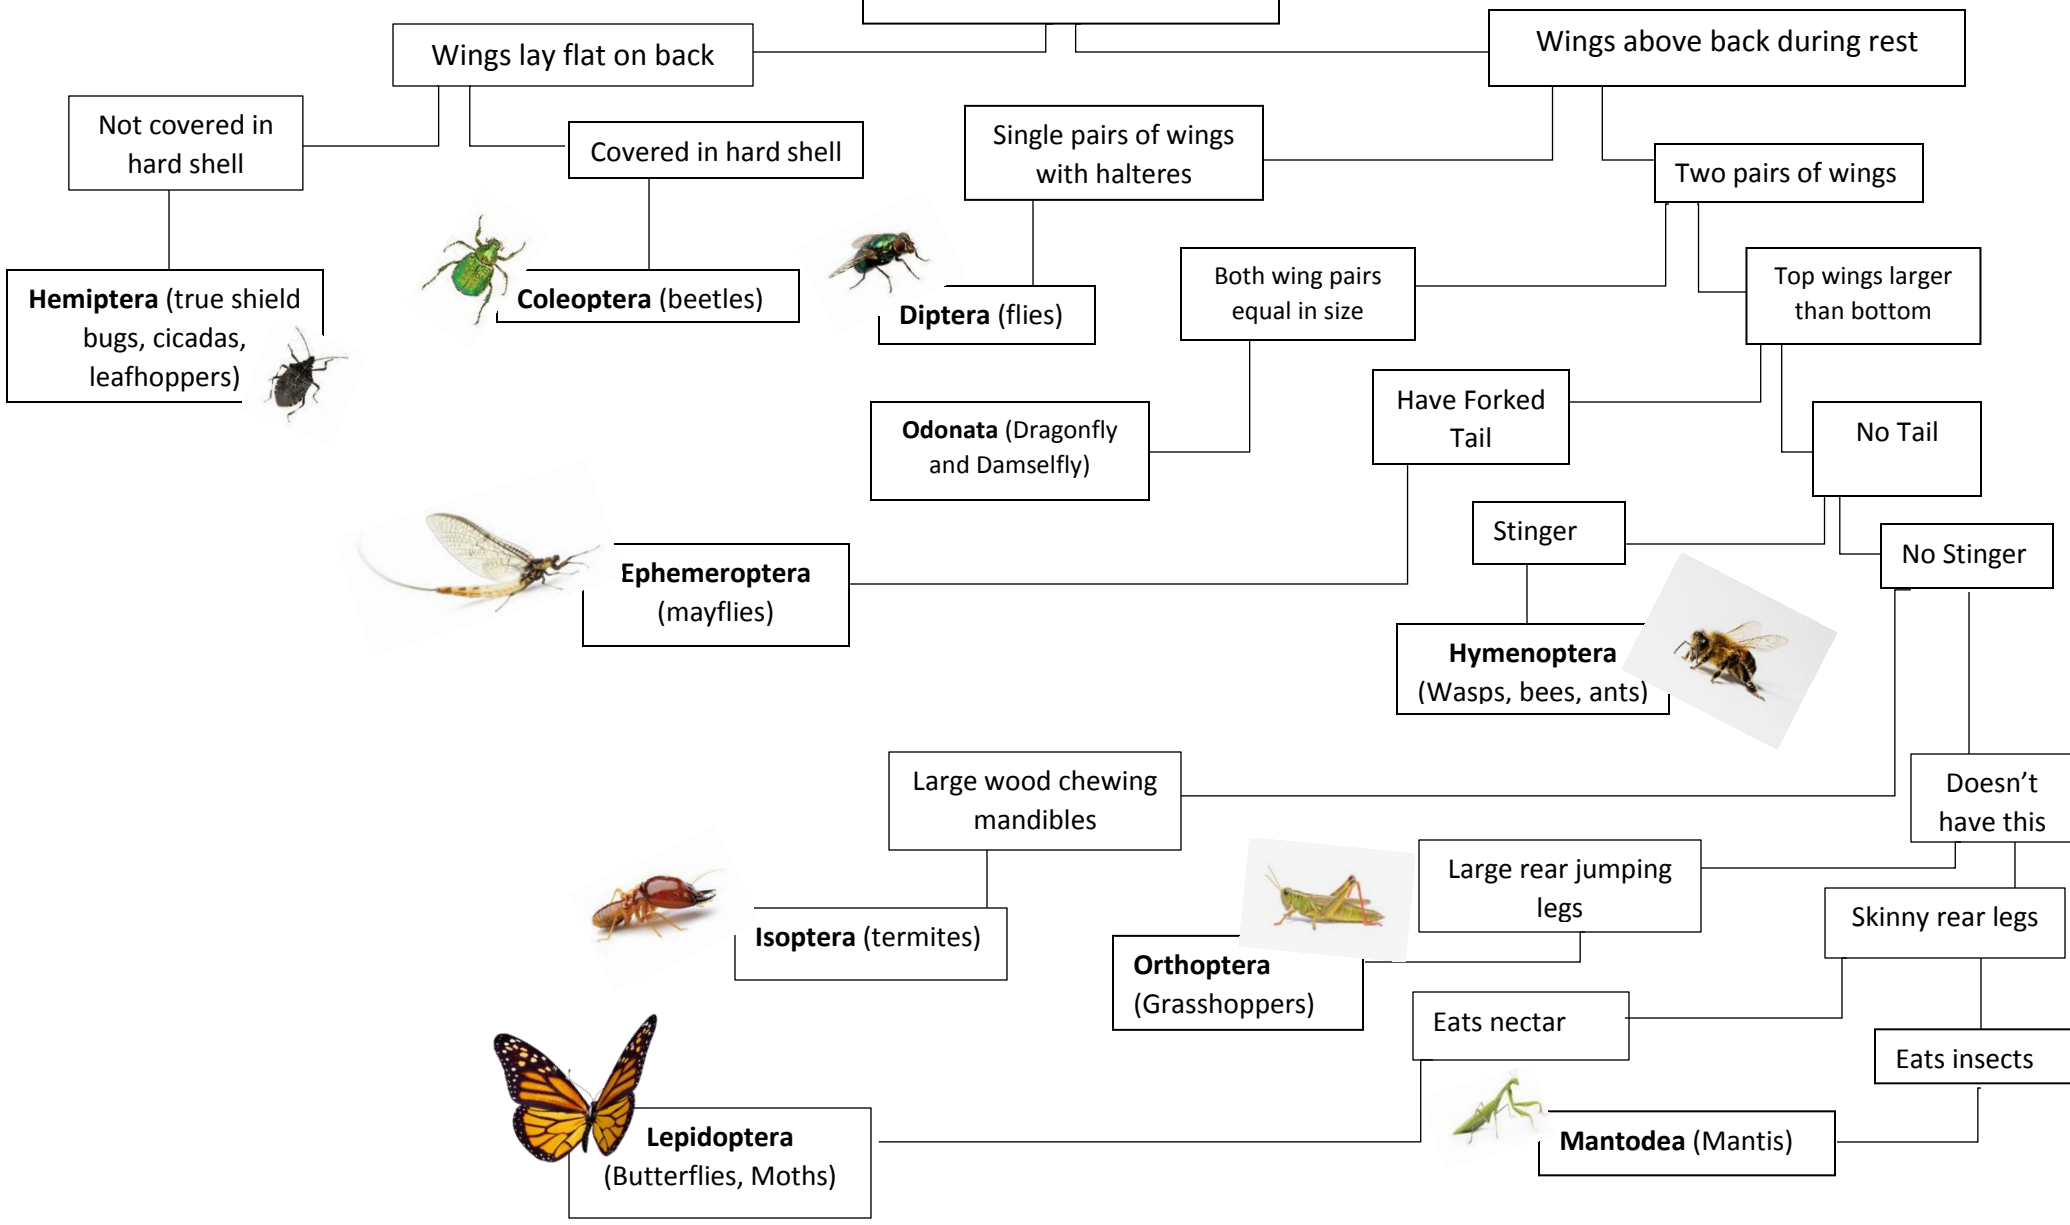 Wings lay flat on back
Wings above back during rest
Not covered in
hard shell
Covered in hard shell
Single pairs of wings
with halteres
Two pairs of wings
Hemiptera (true shield
bugs, cicadas,
leafhoppers)
Coleoptera (beetles)
Diptera (flies)
Both wing pairs
equal in size
Top wings larger
than bottom
Odonata (Dragonfly
and Damselfly)
Have Forked
Tail
No Tail
Stinger
No Stinger
Ephemeroptera
(mayflies)
Hymenoptera
(Wasps, bees, ants)
Large wood chewing
mandibles
Doesn’t
have this
Isoptera (termites)
Large rear jumping
legs
Skinny rear legs
Orthoptera
(Grasshoppers)
Eats nectar
Eats insects
Lepidoptera
(Butterflies, Moths)
Mantodea (Mantis)